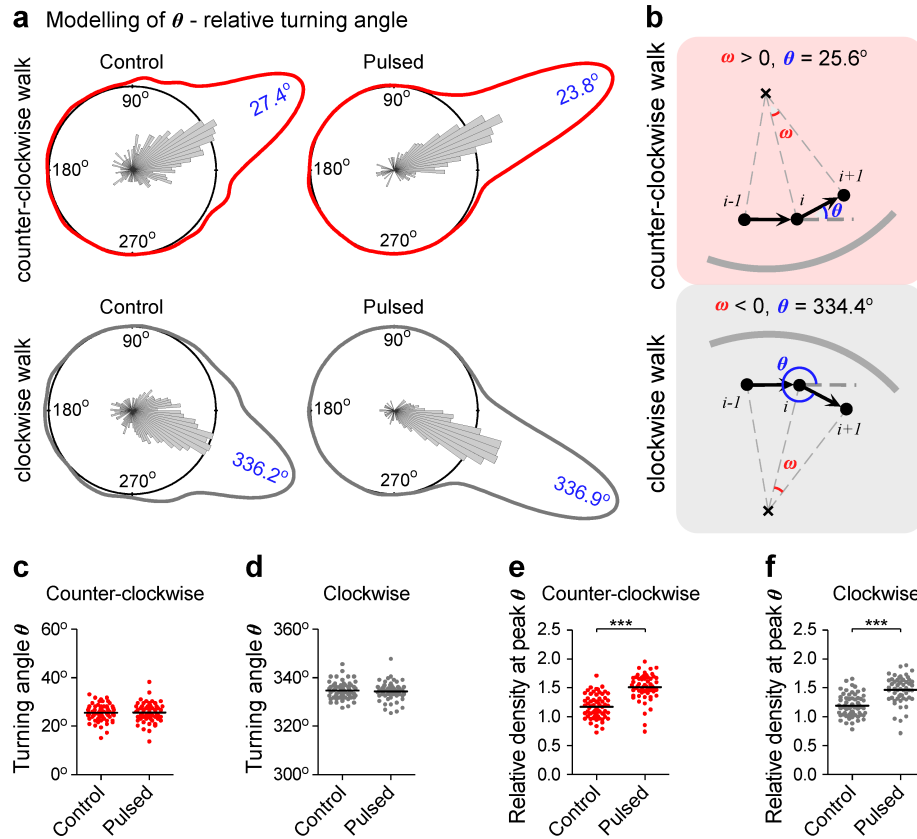 a Modelling of θ - relative turning angle
counter-clockwise walk
Control
90°
180°
270°
27.4°
Pulsed
90°
180°
270°
23.8°
clockwise walk
Control
90°
180°
270°
336.2°
Pulsed
90°
180°
270°
336.9°
b
counter-clockwise walk
ω > 0, θ = 25.6°
ω
i-1
i
i+1
θ
clockwise walk
ω < 0, θ = 334.4°
θ
i-1
i
i+1
ω
c
Counter-clockwise
Turning angle θ
60°
40°
20°
0°
Control
Pulsed
d
Clockwise
Turning angle θ
360°
340°
320°
300°
Control
Pulsed
e
Counter-clockwise
Relative density at peak θ
***
2.5
2.0
1.5
1.0
0.5
0.0
Control
Pulsed
f
Clockwise
Relative density at peak θ
***
2.5
2.0
1.5
1.0
0.5
0.0
Control
Pulsed